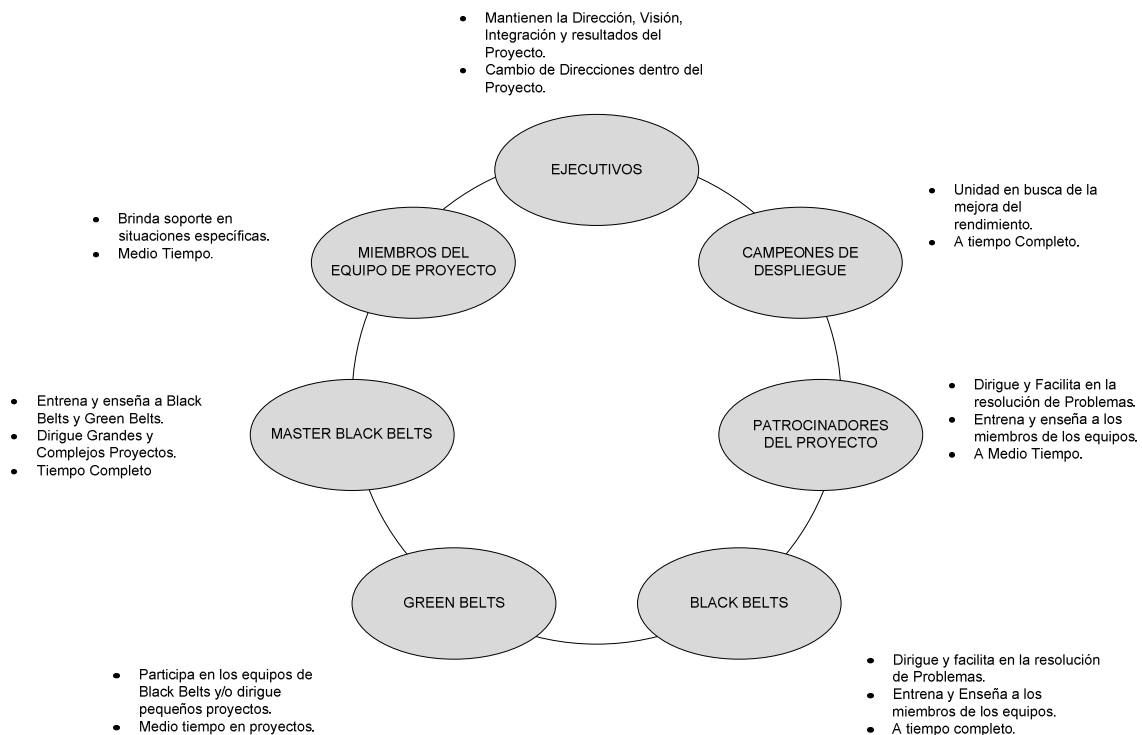 • Mantienen la Dirección, Visión,
Integración y resultados del
Proyecto.
• Cambio de Direcciones dentro del
Proyecto.
EJECUTIVOS
• Unidad en busca de la
mejora del
rendimiento.
• A tiempo Completo.
CAMPEONES DE
DESPLIEGUE
• Brinda soporte en
situaciones específicas.
• Medio Tiempo.
MIEMBROS DEL
EQUIPO DE PROYECTO
• Dirigue y Facilita en la
resolución de Problemas.
• Entrena y enseña a los
miembros de los equipos.
• A Medio Tiempo.
PATROCINADORES
DEL PROYECTO
• Entrena y enseña a Black
Belts y Green Belts.
• Dirigue Grandes y
Complejos Proyectos.
• Tiempo Completo
MASTER BLACK BELTS
GREEN BELTS
BLACK BELTS
• Participa en los equipos de
Black Belts y/o dirigue
pequeños proyectos.
• Medio tiempo en proyectos.
• Dirigue y facilita en la resolución
de Problemas.
• Entrena y Enseña a los
miembros de los equipos.
• A tiempo completo.